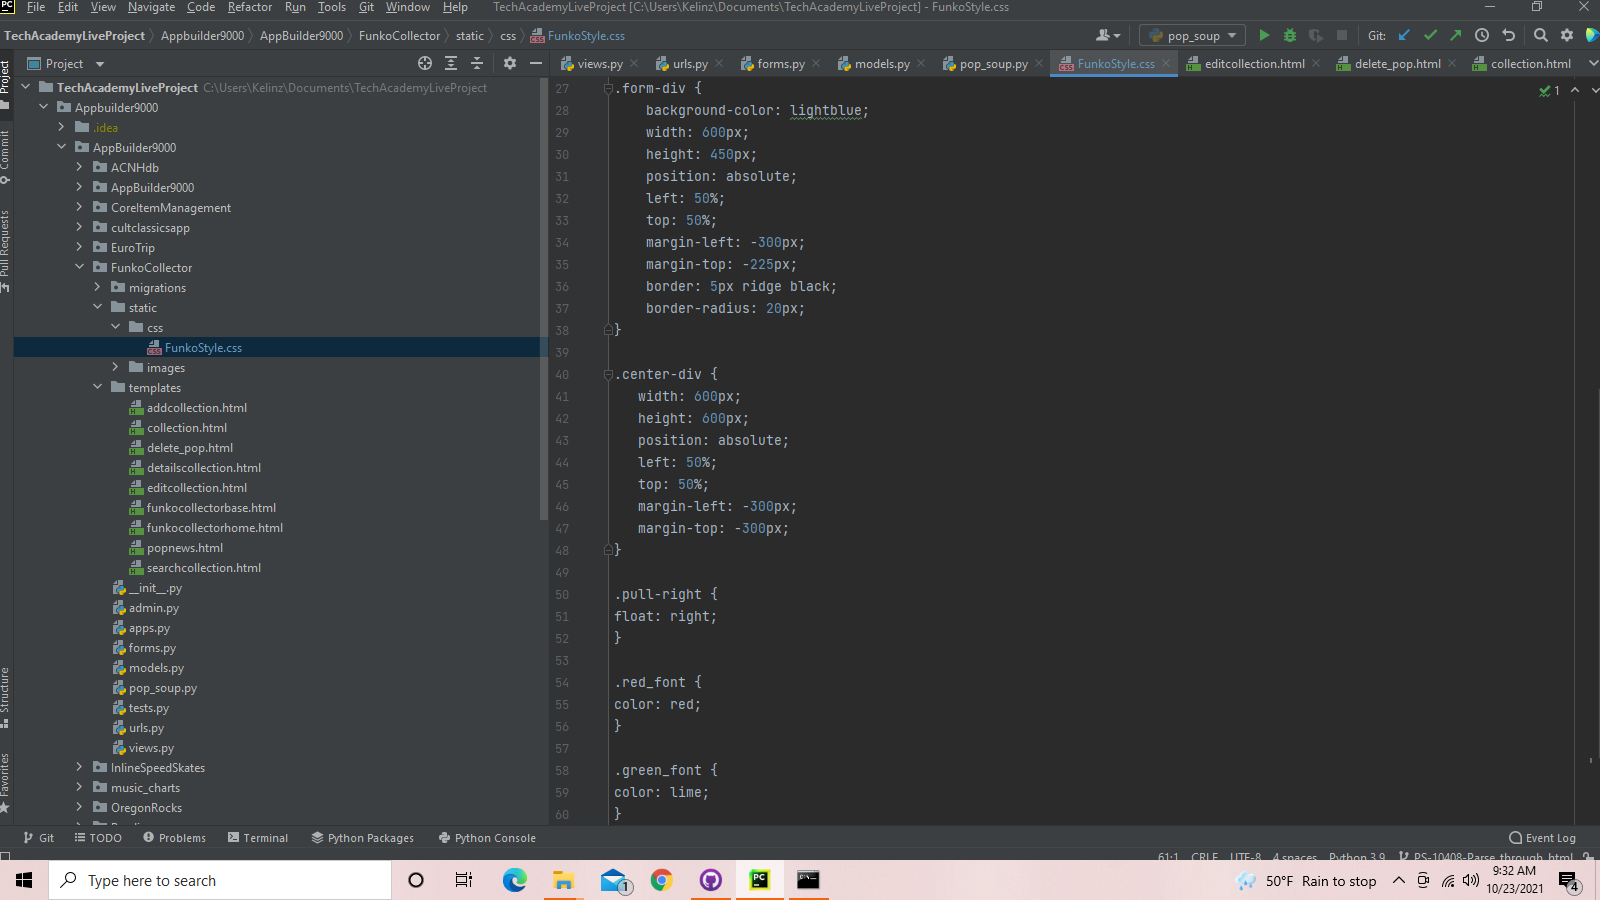 PC File Edit View Navigate Code Refactor Run Tools Git Window Help TechAcademyLiveProject [C:\Users\Kelinz\Documents\TechAcademyLiveProject] - FunkoStyle.css
TechAcademyLiveProject Appbuilder9000 AppBuilder9000 FunkoCollector static css FunkoStyle.css pop_soup Git:
Project views.py urls.py forms.py models.py pop_soup.py FunkoStyle.css editcollection.html delete_pop.html collection.html
Project
Commit
Pull Requests
Structure
Favorites
TechAcademyLiveProject C:\Users\Kelinz\Documents\TechAcademyLiveProject
Appbuilder9000
.idea
AppBuilder9000
ACNHdb
AppBuilder9000
CoreItemManagement
cultclassicsapp
EuroTrip
FunkoCollector
migrations
static
css
FunkoStyle.css
images
templates
addcollection.html
collection.html
delete_pop.html
detailscollection.html
editcollection.html
funkocollectorbase.html
funkocollectorhome.html
popnews.html
searchcollection.html
__init__.py
admin.py
apps.py
forms.py
models.py
pop_soup.py
tests.py
urls.py
views.py
InlineSpeedSkates
music_charts
OregonRocks
1
27 .form-div {
28 background-color: lightblue;
29 width: 600px;
30 height: 450px;
31 position: absolute;
32 left: 50%;
33 top: 50%;
34 margin-left: -300px;
35 margin-top: -225px;
36 border: 5px ridge black;
37 border-radius: 20px;
38 }
39
40 .center-div {
41 width: 600px;
42 height: 600px;
43 position: absolute;
44 left: 50%;
45 top: 50%;
46 margin-left: -300px;
47 margin-top: -300px;
48 }
49
50 .pull-right {
51 float: right;
52 }
53
54 .red_font {
55 color: red;
56 }
57
58 .green_font {
59 color: lime;
60 }
Git TODO Problems Terminal Python Packages Python Console Event Log
61:1 CRLF UTF-8 4 spaces Python 3.9 PS-10408-Parse_through_html
Type here to search 1 PC 50°F Rain to stop 9:32 AM
10/23/2021 4